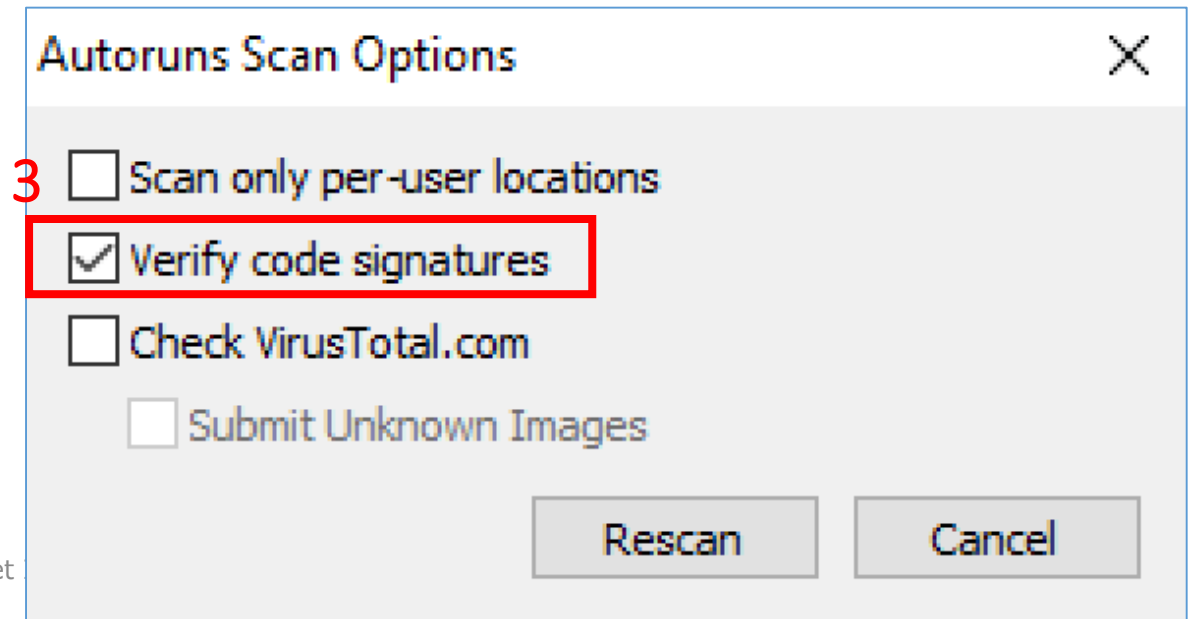 Autoruns Scan Options
3
Scan only per-user locations
Verify code signatures
Check VirusTotal.com
Submit Unknown Images
Rescan Cancel